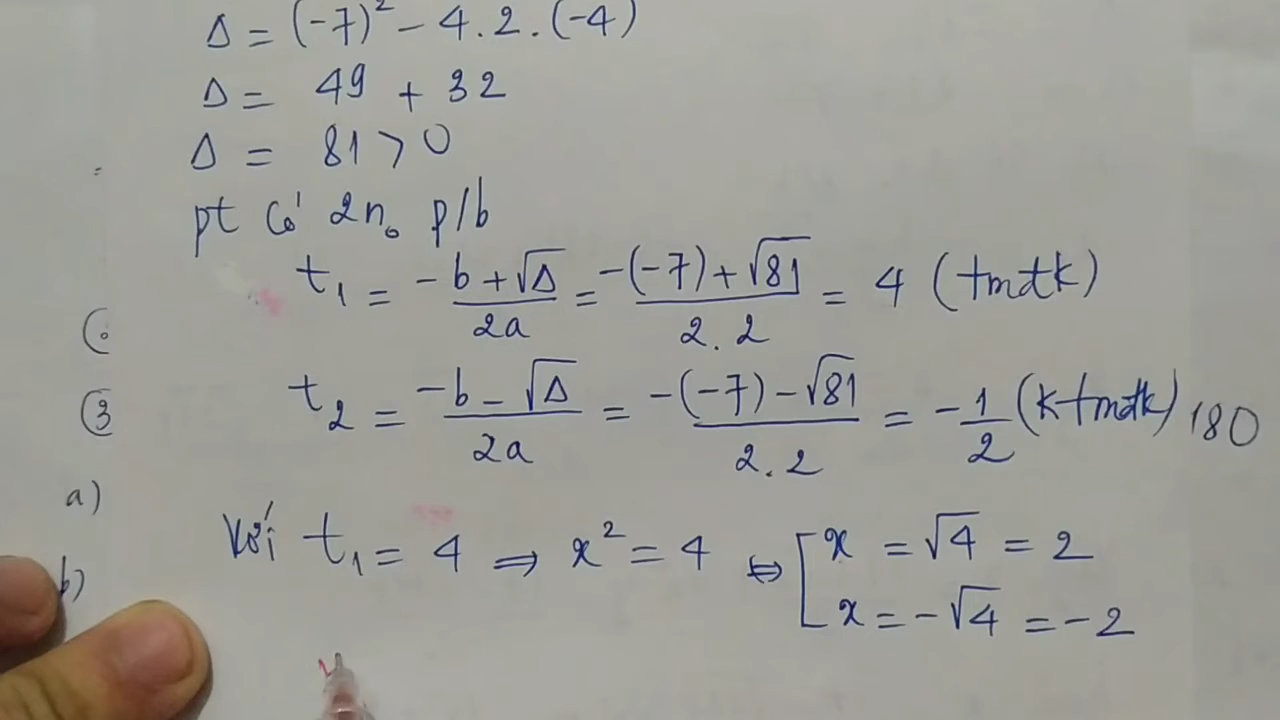 Δ = (-7)² - 4.2.(-4)
Δ = 49 + 32
Δ = 81 > 0
pt có 2n₀ p/b
t₁ = (-b + √Δ)/(2a) = (-(-7) + √81)/(2.2) = 4 (tmđk)
t₂ = (-b - √Δ)/(2a) = (-(-7) - √81)/(2.2) = -1/2 (ktmđk) 180
(3
a)
Với t₁ = 4 ⇒ x² = 4 ⇔ [ x = √4 = 2
x = -√4 = -2
b)